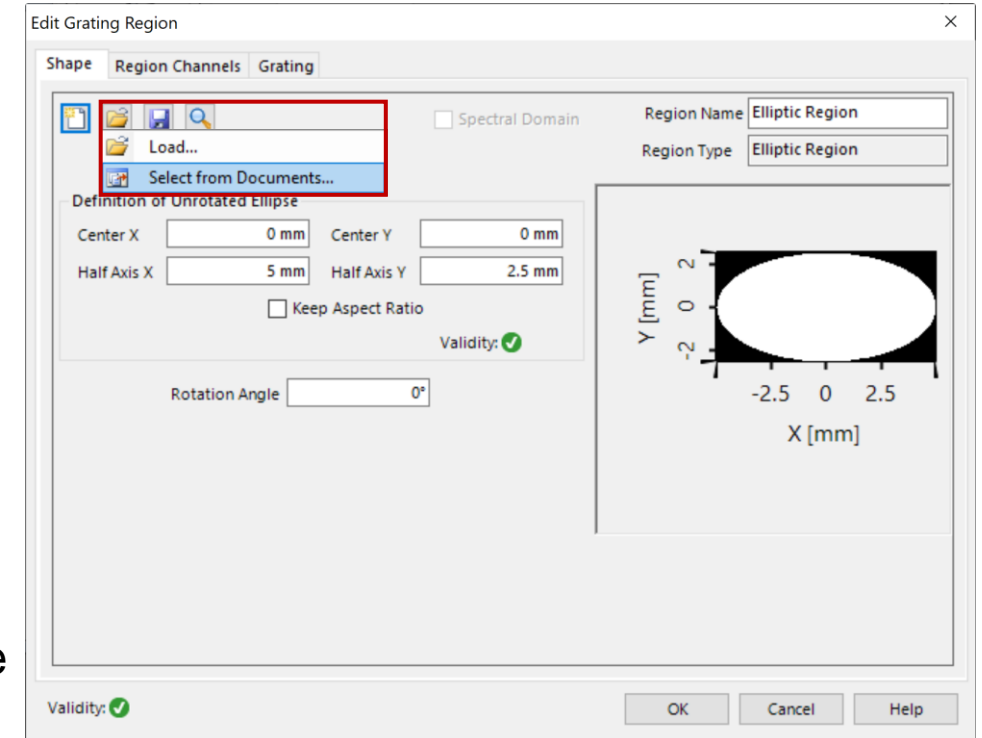 Edit Grating Region
Shape Region Channels Grating
Spectral Domain
Region Name Elliptic Region
Load...
Region Type Elliptic Region
Select from Documents...
Definition of Unrotated Ellipse
Center X 0 mm Center Y 0 mm
Half Axis X 5 mm Half Axis Y 2.5 mm
Keep Aspect Ratio
Validity:
Rotation Angle 0°
Y [mm]
2
0
-2
-2.5 0 2.5
X [mm]
e
Validity:
OK Cancel Help